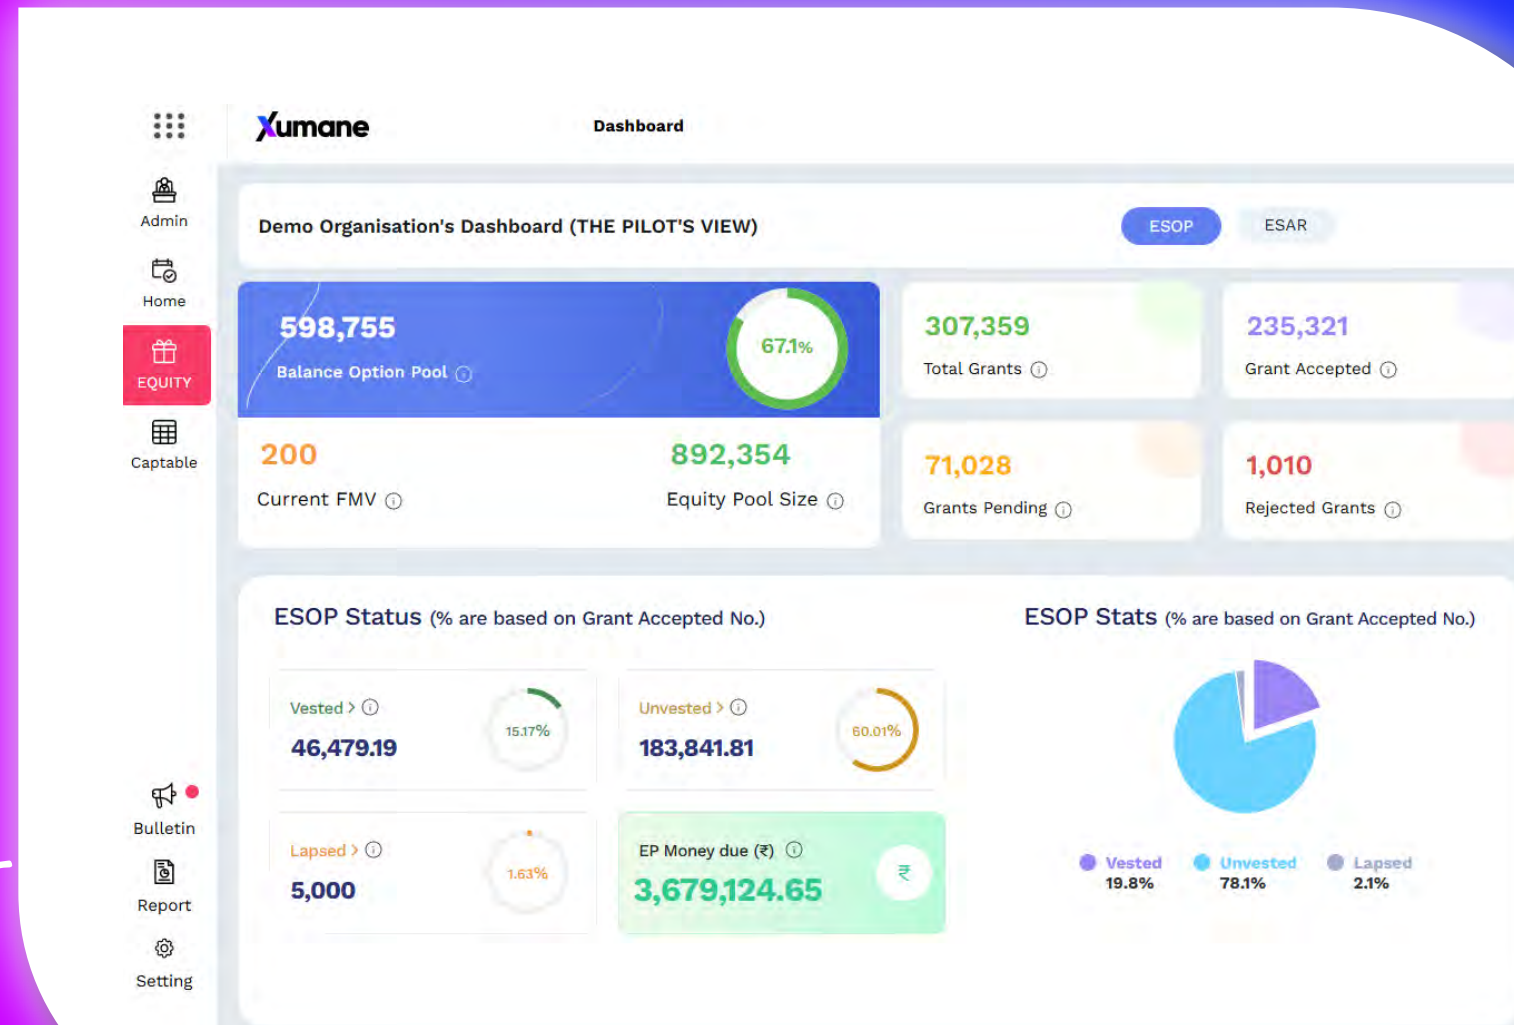 Xumane
Dashboard
Admin
Home
EQUITY
Captable
Bulletin
Report
Setting
Demo Organisation's Dashboard (THE PILOT'S VIEW)
ESOP
ESAR
598,755
Balance Option Pool
67.1%
200
Current FMV
892,354
Equity Pool Size
307,359
Total Grants
235,321
Grant Accepted
71,028
Grants Pending
1,010
Rejected Grants
ESOP Status (% are based on Grant Accepted No.)
Vested >
46,479.19
15.17%
Unvested >
183,841.81
60.01%
Lapsed >
5,000
1.63%
EP Money due (₹)
3,679,124.65
₹
ESOP Stats (% are based on Grant Accepted No.)
Vested
19.8%
Unvested
78.1%
Lapsed
2.1%